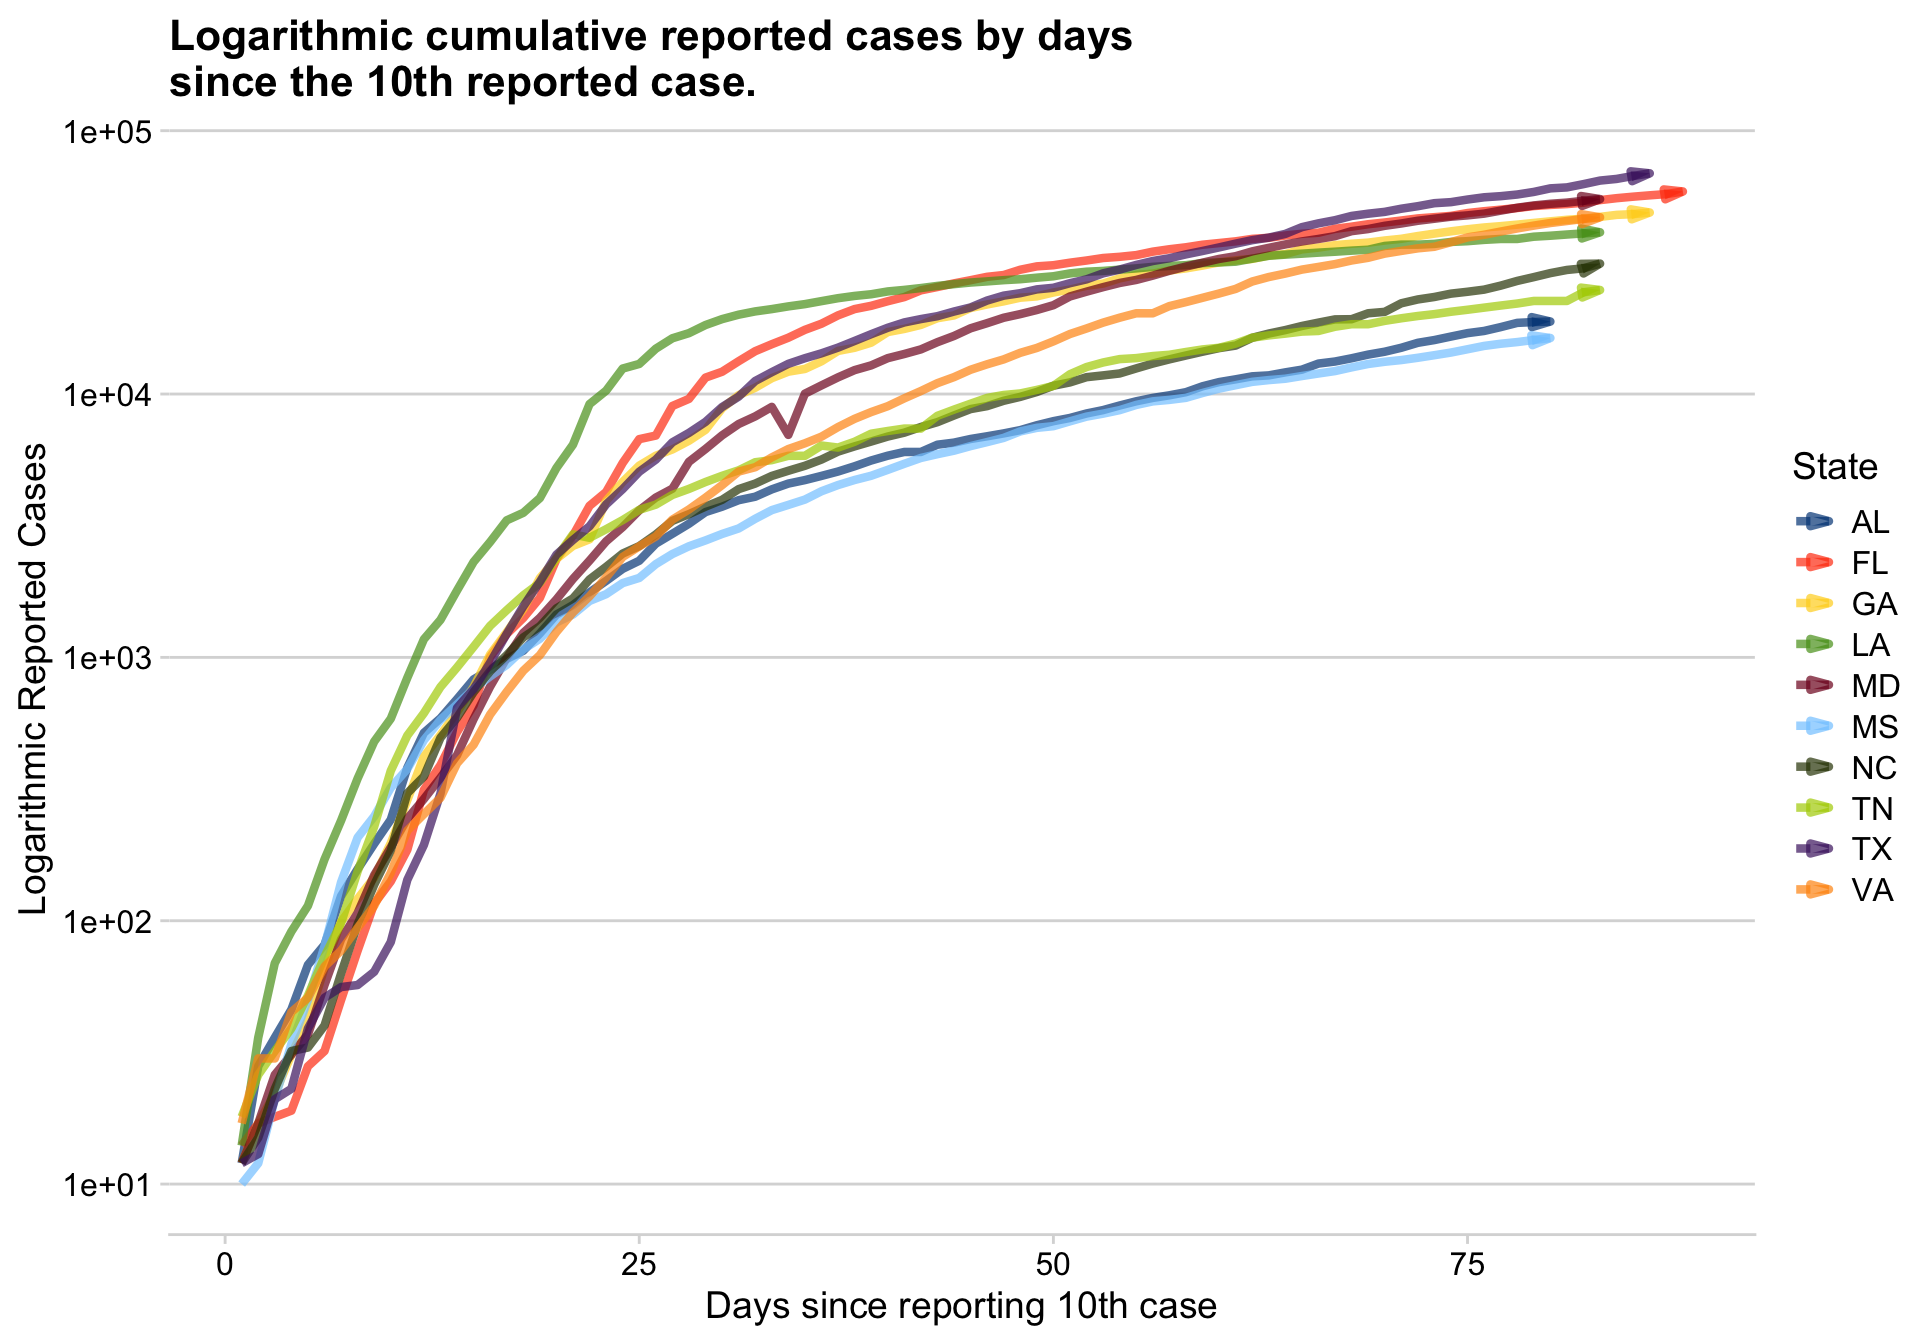 Logarithmic cumulative reported cases by days
since the 10th reported case.
1e+05
1e+04
1e+03
1e+02
1e+01
Logarithmic Reported Cases
0 25 50 75
Days since reporting 10th case
State
AL
FL
GA
LA
MD
MS
NC
TN
TX
VA